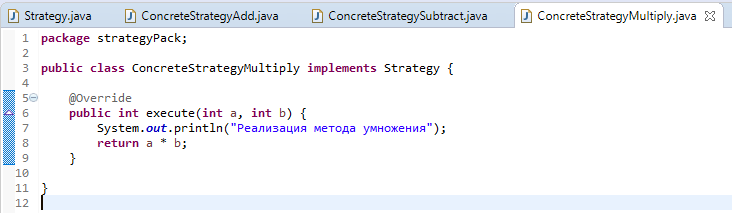 Strategy.java ConcreteStrategyAdd.java ConcreteStrategySubtract.java ConcreteStrategyMultiply.java
1 package strategyPack;
2
3 public class ConcreteStrategyMultiply implements Strategy {
4
5 @Override
6 public int execute(int a, int b) {
7 System.out.println("Реализация метода умножения");
8 return a * b;
9 }
10
11 }
12